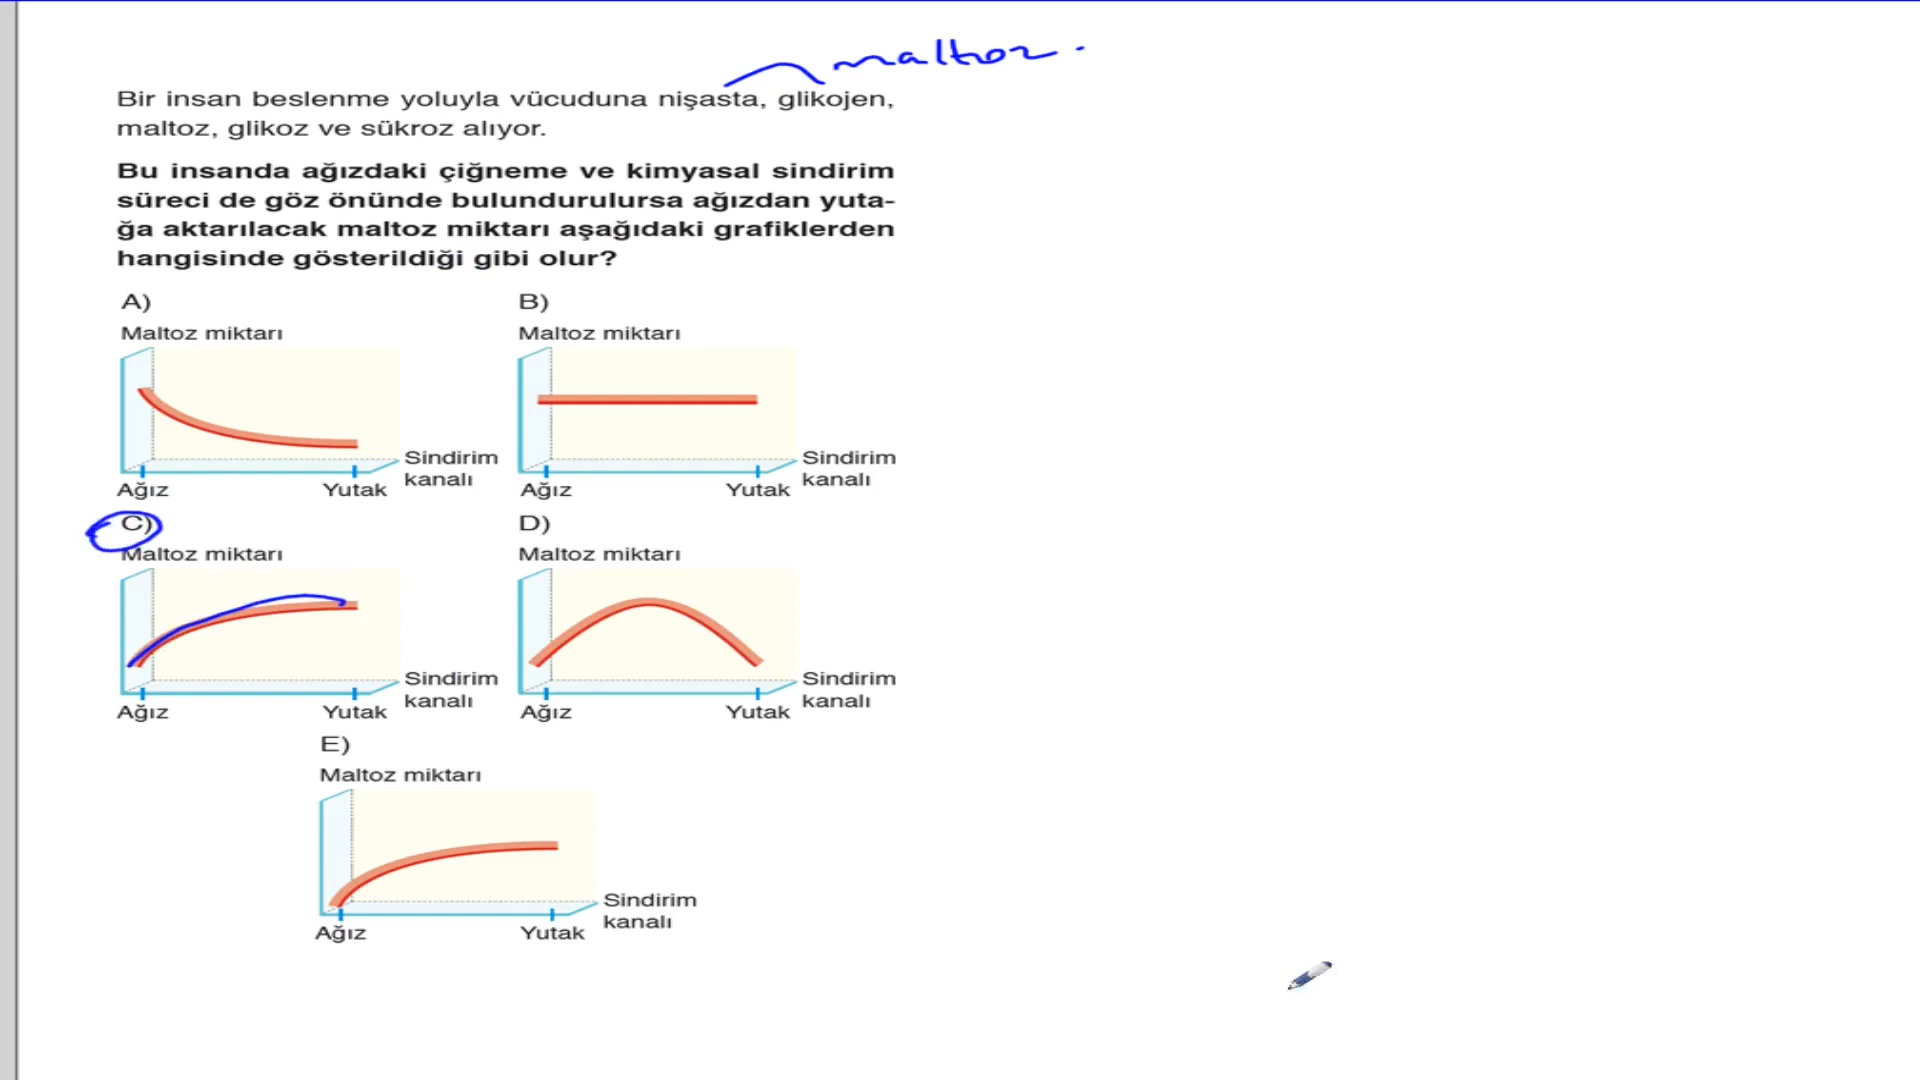 maltoz.
Bir insan beslenme yoluyla vücuduna nişasta, glikojen,
maltoz, glikoz ve sükroz alıyor.
Bu insanda ağızdaki çiğneme ve kimyasal sindirim
süreci de göz önünde bulundurulursa ağızdan yuta-
ğa aktarılacak maltoz miktarı aşağıdaki grafiklerden
hangisinde gösterildiği gibi olur?
A)
Maltoz miktarı
Sindirim
kanalı
Ağız
Yutak
B)
Maltoz miktarı
Sindirim
kanalı
Ağız
Yutak
C)
Maltoz miktarı
Sindirim
kanalı
Ağız
Yutak
D)
Maltoz miktarı
Sindirim
kanalı
Ağız
Yutak
E)
Maltoz miktarı
Sindirim
kanalı
Ağız
Yutak